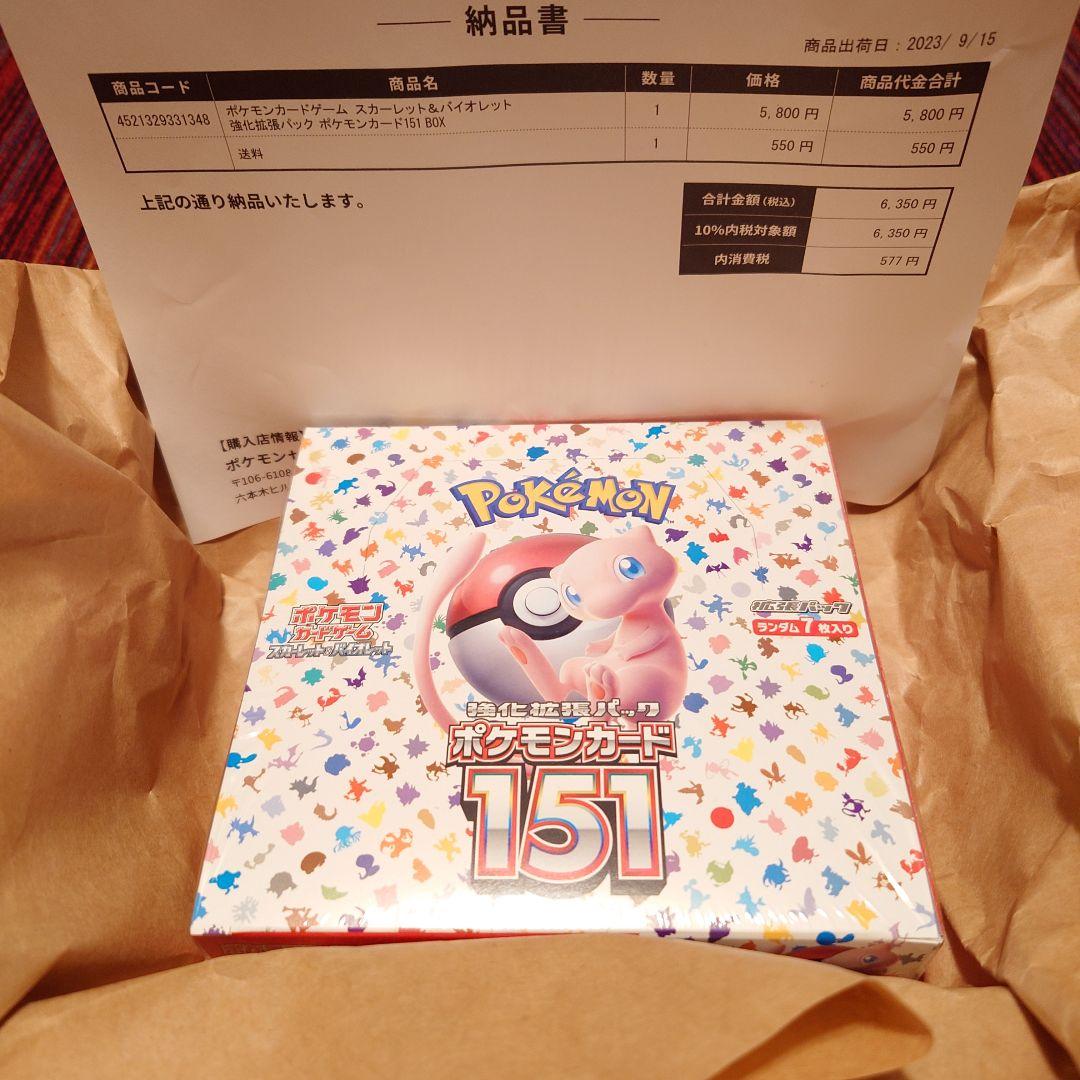 納品書
商品出荷日：2023/ 9/15
商品コード 商品名 数量 価格 商品代金合計
4521329331348 ポケモンカードゲーム スカーレット＆バイオレット 1 5,800 円 5,800 円
強化拡張パック ポケモンカード151 BOX
送料 1 550 円 550 円
上記の通り納品いたします。
合計金額(税込) 6,350 円
10%内税対象額 6,350 円
内消費税 577 円
【購入店情報】
ポケモンセ
〒106-6108
六本木ヒル
POKéMON
ポケモン
カードゲーム
スカーレット&バイオレット
拡張パック
ランダム7枚入り
強化拡張パック
ポケモンカード
151